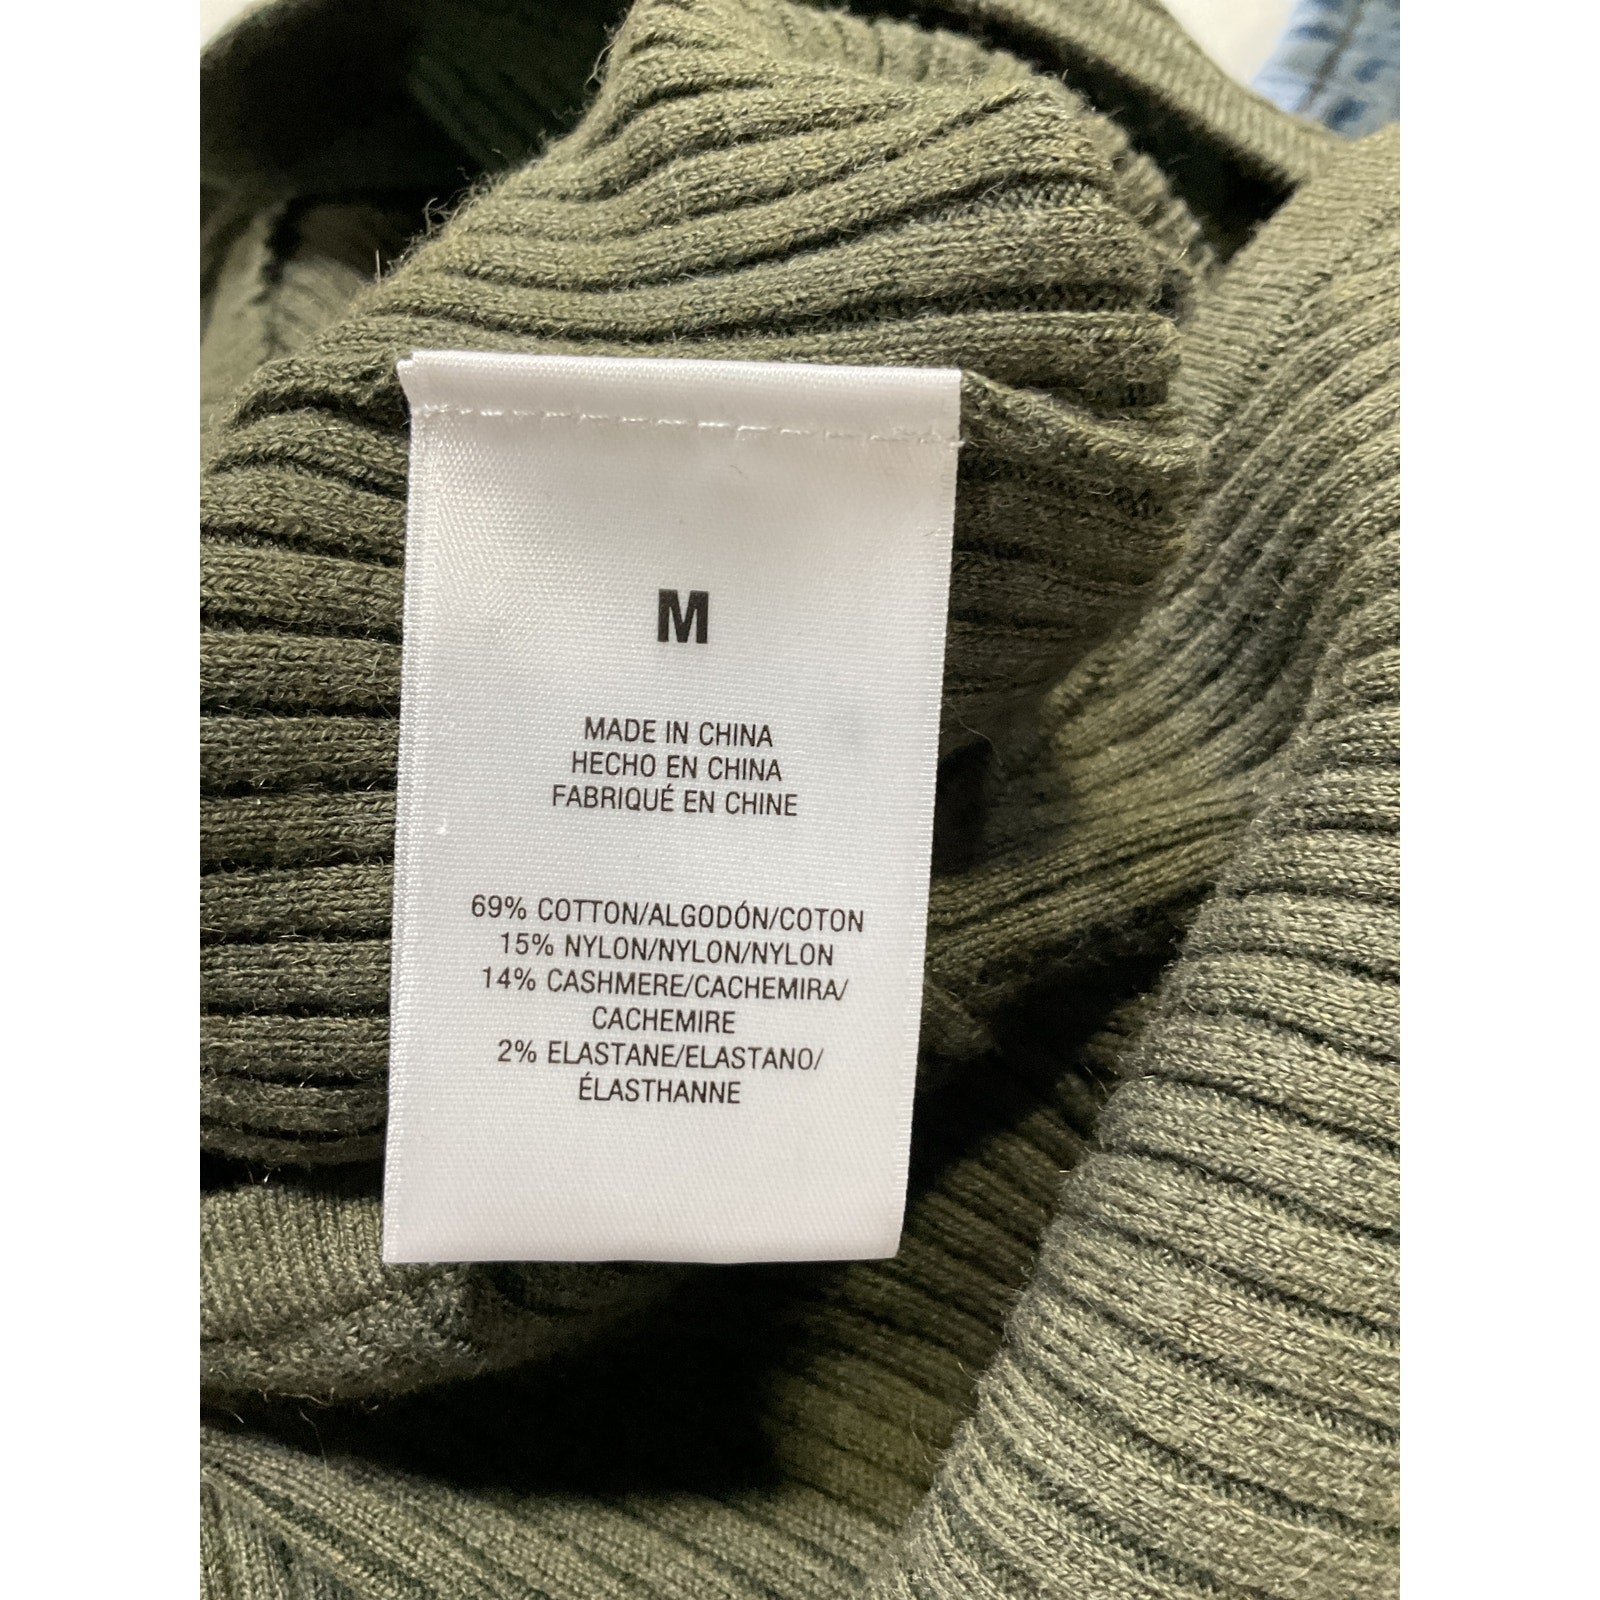 M
MADE IN CHINA
HECHO EN CHINA
FABRIQUÉ EN CHINE
69% COTTON/ALGODÓN/COTON
15% NYLON/NYLON/NYLON
14% CASHMERE/CACHEMIRA/
CACHEMIRE
2% ELASTANE/ELASTANO/
ÉLASTHANNE